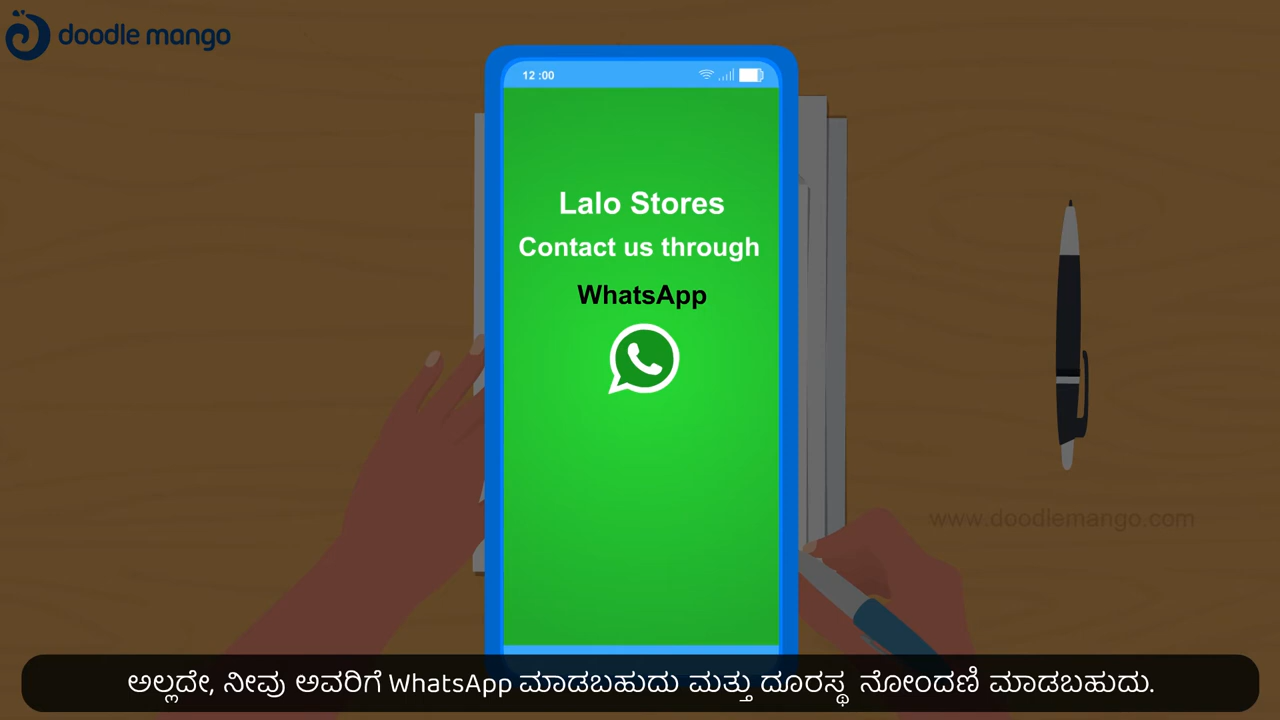 doodle mango
12 :00
Lalo Stores
Contact us through
WhatsApp
www.doodlemango.com
ಅಲ್ಲದೇ, ನೀವು ಅವರಿಗೆ WhatsApp ಮಾಡಬಹುದು ಮತ್ತು ದೂರಸ್ಥ ನೋಂದಣಿ ಮಾಡಬಹುದು.